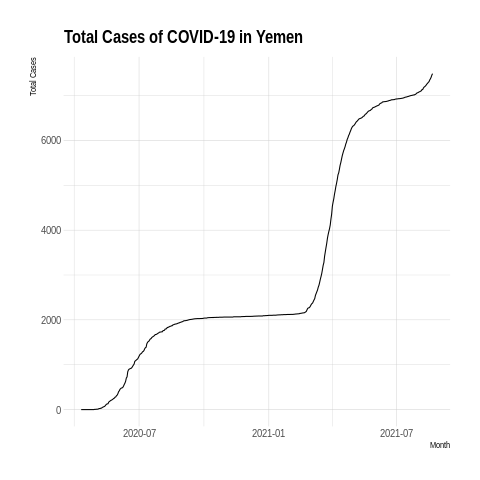 Total Cases of COVID-19 in Yemen
Total Cases
6000
4000
2000
0
2020-07
2021-01
2021-07
Month